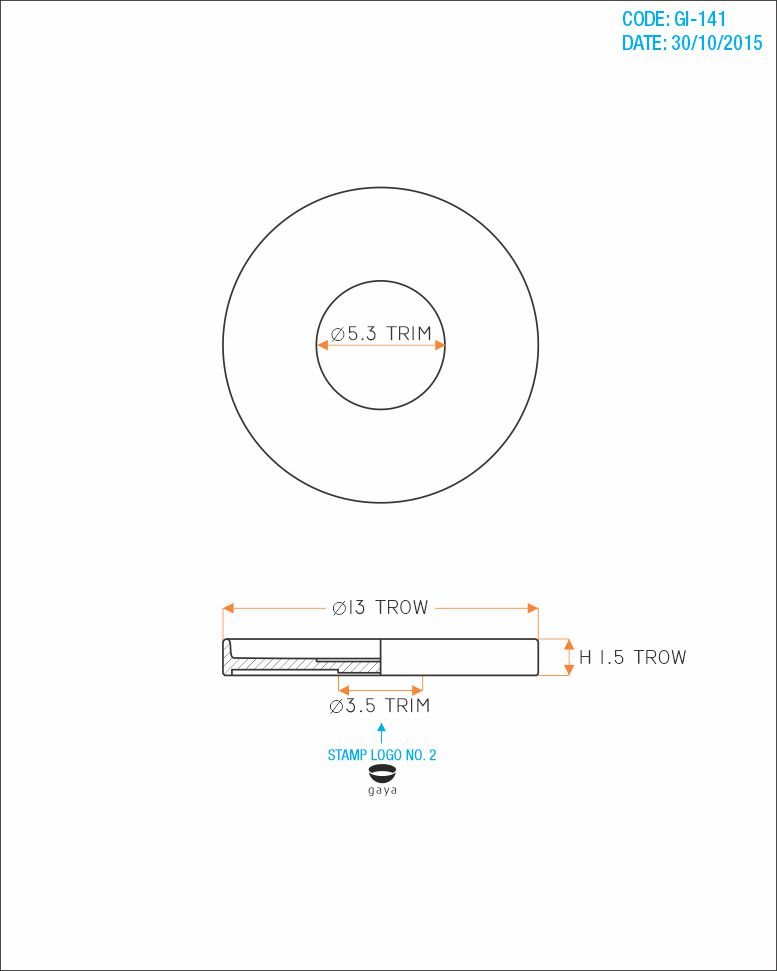 CODE: GI-141
DATE: 30/10/2015
Ø5.3 TRIM
Ø13 TROW
H 1.5 TROW
Ø3.5 TRIM
STAMP LOGO NO. 2
gaya